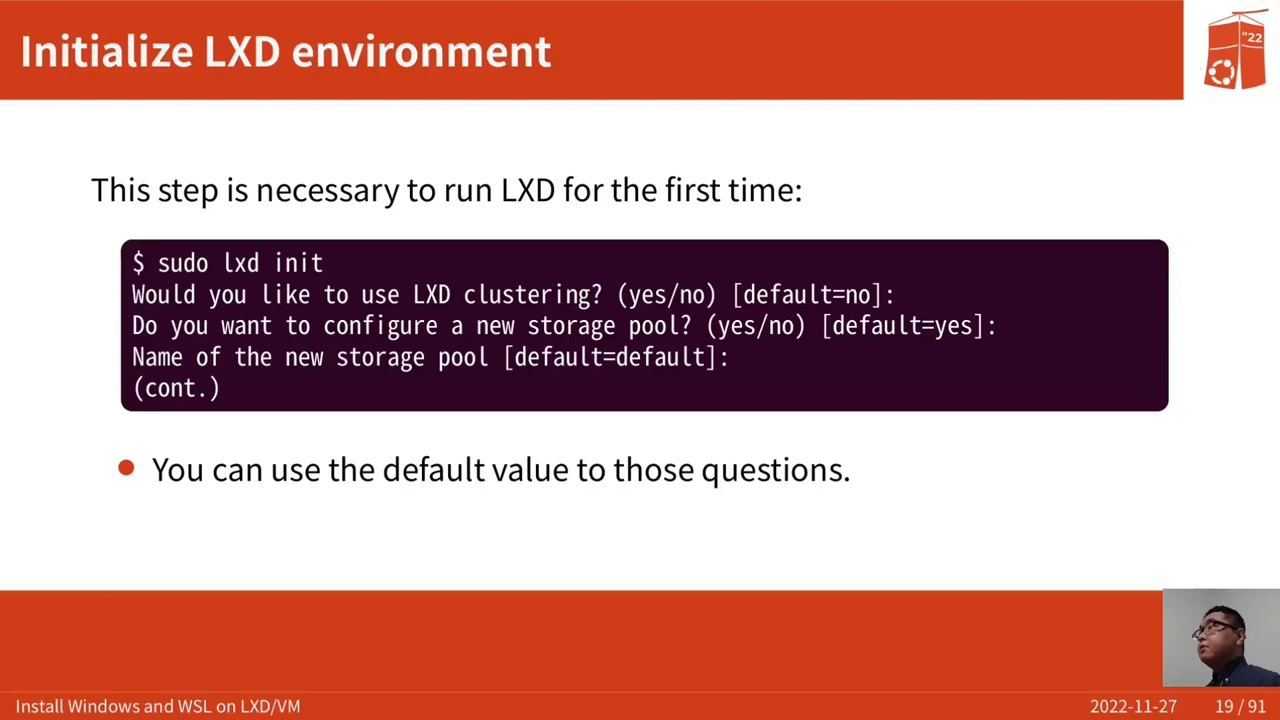 Initialize LXD environment
"22
This step is necessary to run LXD for the first time:
$ sudo lxd init
Would you like to use LXD clustering? (yes/no) [default=no]:
Do you want to configure a new storage pool? (yes/no) [default=yes]:
Name of the new storage pool [default=default]:
(cont.)
You can use the default value to those questions.
Install Windows and WSL on LXD/VM
2022-11-27
19 / 91